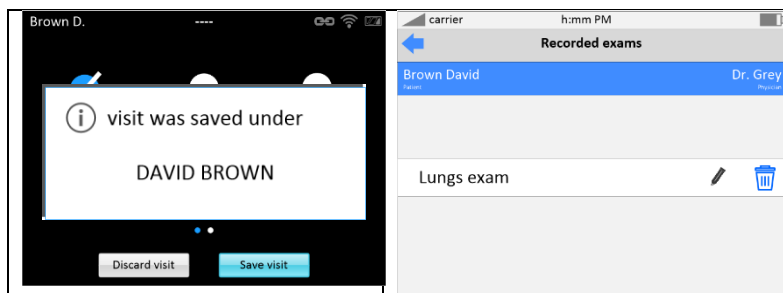 Brown D.
----
visit was saved under
DAVID BROWN
Discard visit
Save visit
carrier
h:mm PM
Recorded exams
Brown David
Patient
Dr. Grey
Physician
Lungs exam